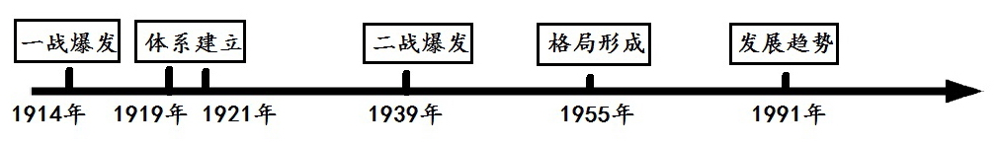 一战爆发 体系建立 二战爆发 格局形成 发展趋势
1914年 1919年 1921年 1939年 1955年 1991年